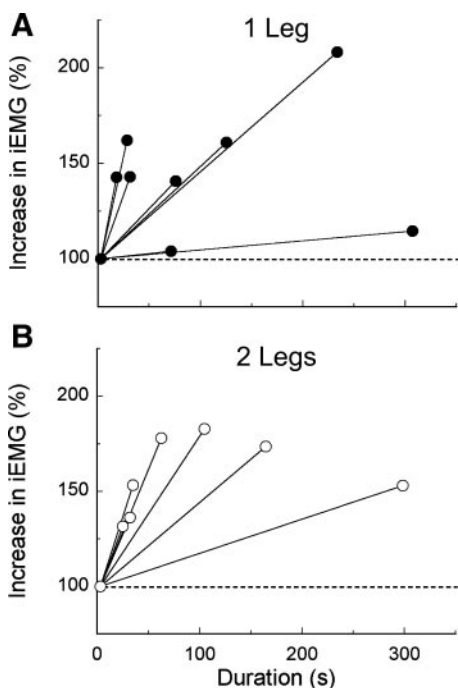 A
1 Leg
Increase in iEMG (%)
200
150
100
B
2 Legs
Increase in iEMG (%)
200
150
100
0 100 200 300
Duration (s)